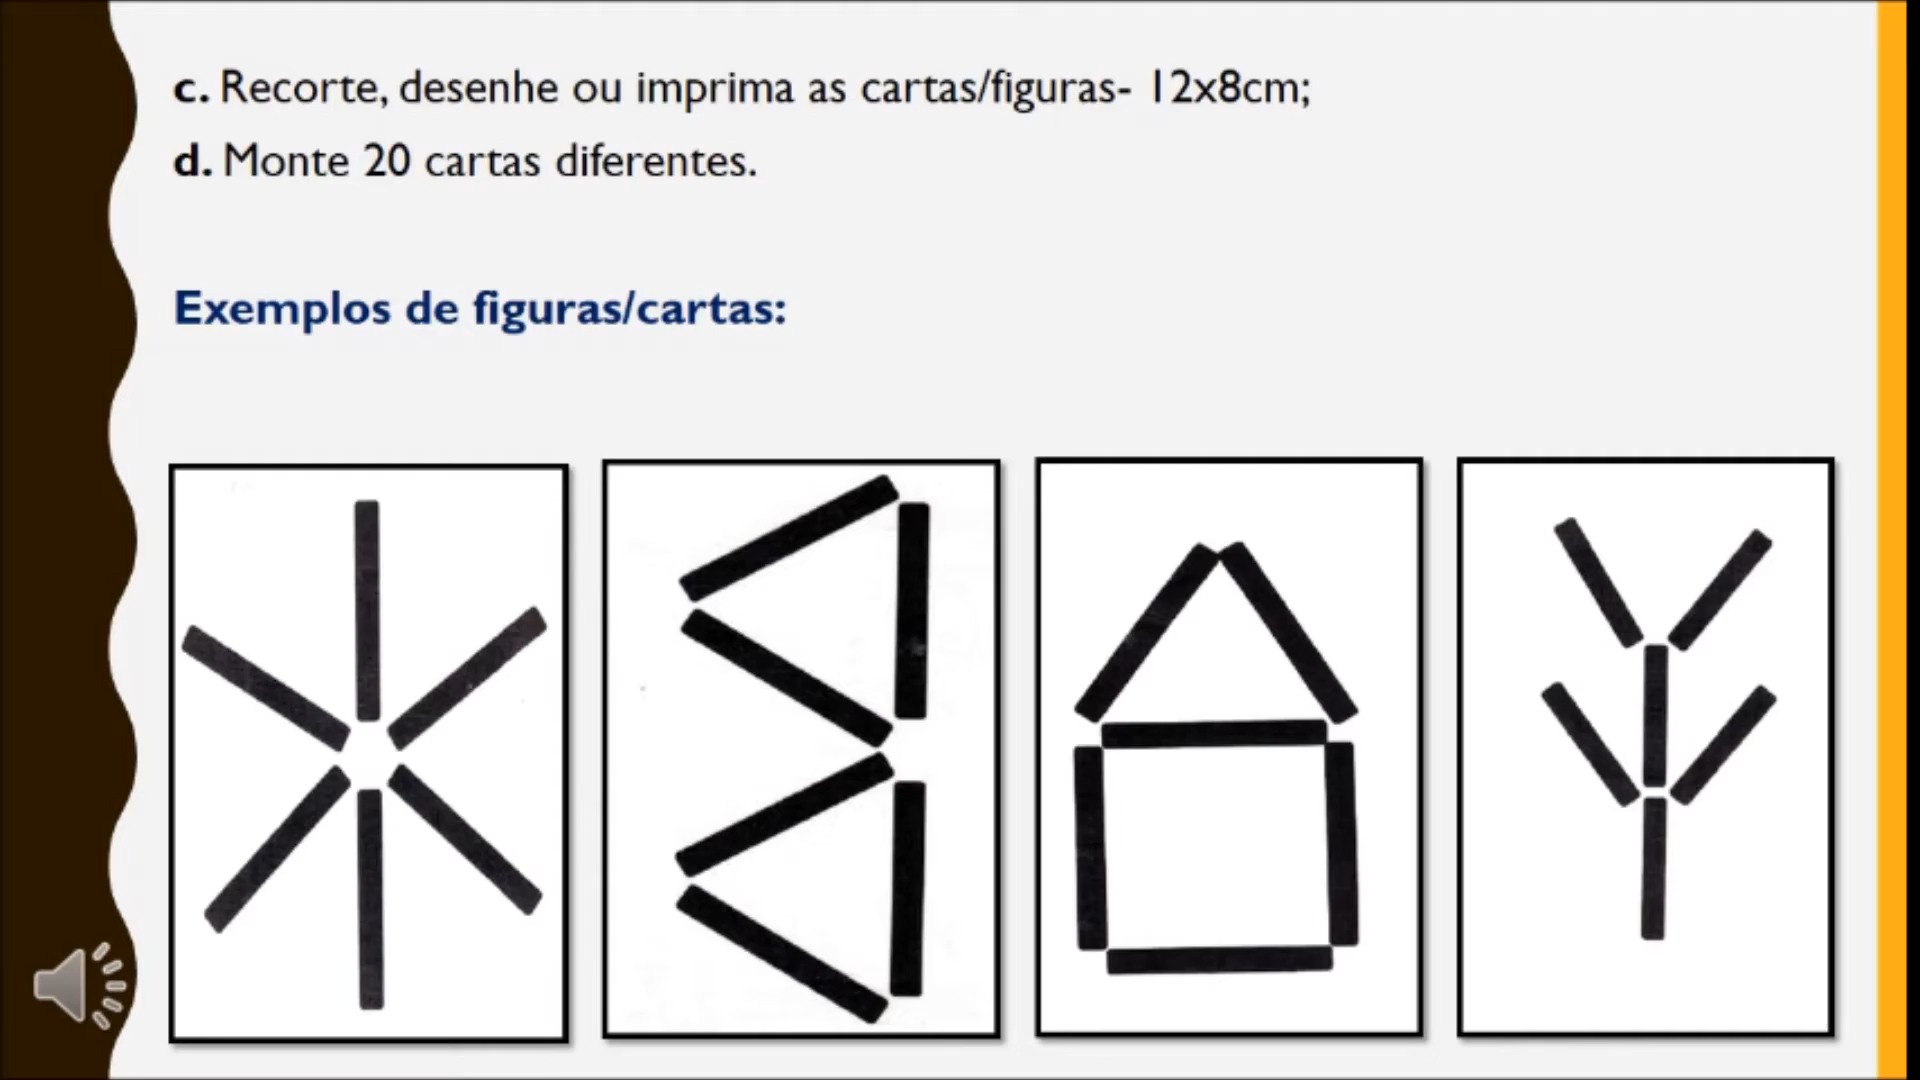 c. Recorte, desenhe ou imprima as cartas/figuras- 12x8cm;
d. Monte 20 cartas diferentes.
Exemplos de figuras/cartas: